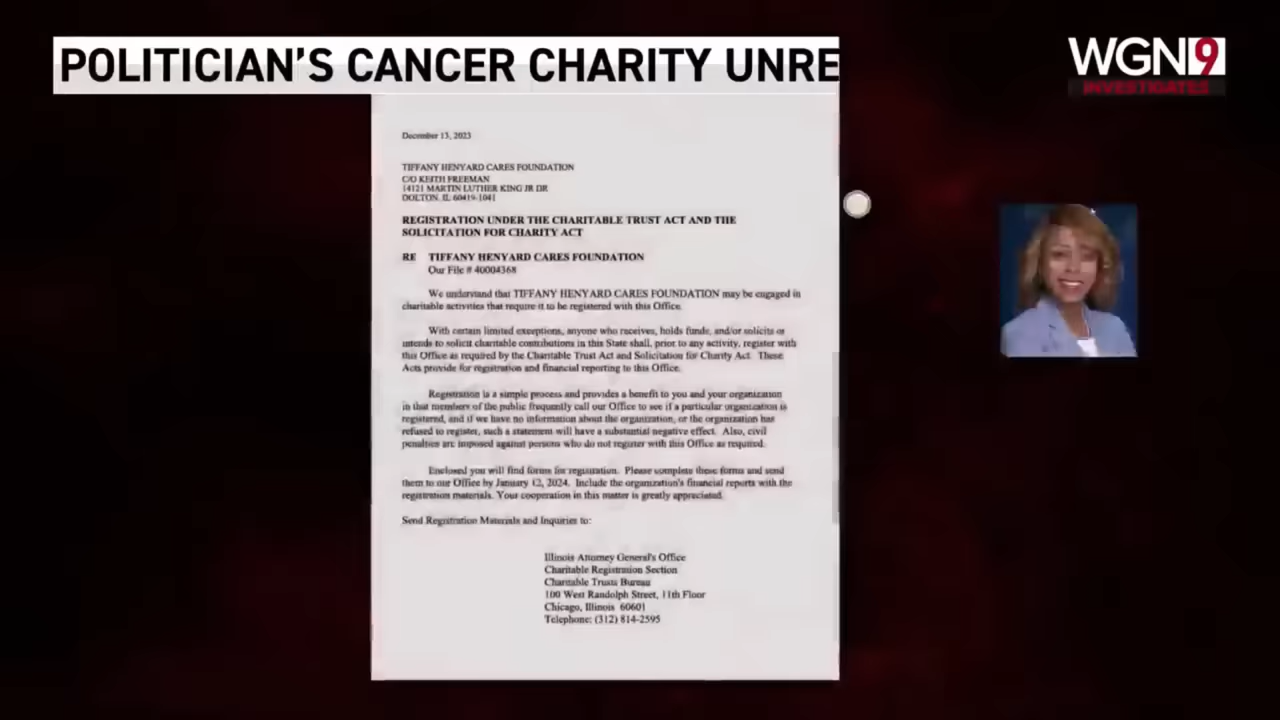 POLITICIAN'S CANCER CHARITY UNRE
WGN9
INVESTIGATES
December 13, 2023
TIFFANY HENYARD CARES FOUNDATION
C/O KEITH FREEMAN
14121 MARTIN LUTHER KING JR DR
DOLTON, IL 60419-1041
REGISTRATION UNDER THE CHARITABLE TRUST ACT AND THE
SOLICITATION FOR CHARITY ACT
RE TIFFANY HENYARD CARES FOUNDATION
Our File # 40004368
We understand that TIFFANY HENYARD CARES FOUNDATION may be engaged in
charitable activities that require it to be registered with this Office.
With certain limited exceptions, anyone who receives, holds funds, and/or solicits or
intends to solicit charitable contributions in this State shall, prior to any activity, register with
this Office as required by the Charitable Trust Act and Solicitation for Charity Act. These
Acts provide for registration and financial reporting to this Office.
Registration is a simple process and provides a benefit to you and your organization
in that members of the public frequently call our Office to see if a particular organization is
registered, and if we have no information about the organization, or the organization has
refused to register, such a statement will have a substantial negative effect. Also, civil
penalties are imposed against persons who do not register with this Office as required.
Enclosed you will find forms for registration. Please complete these forms and send
them to our Office by January 12, 2024. Include the organization's financial reports with the
registration materials. Your cooperation in this matter is greatly appreciated.
Send Registration Materials and Inquiries to:
Illinois Attorney General's Office
Charitable Registration Section
Charitable Trusts Bureau
100 West Randolph Street, 11th Floor
Chicago, Illinois 60601
Telephone: (312) 814-2595